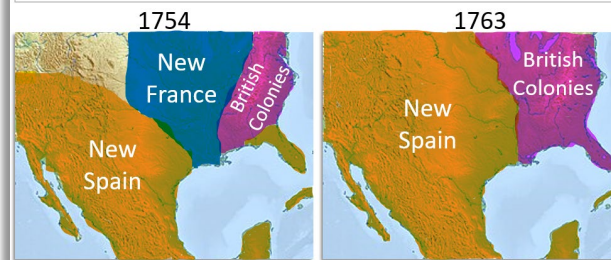 1754
New
France
British
Colonies
New
Spain
1763
British
Colonies
New
Spain